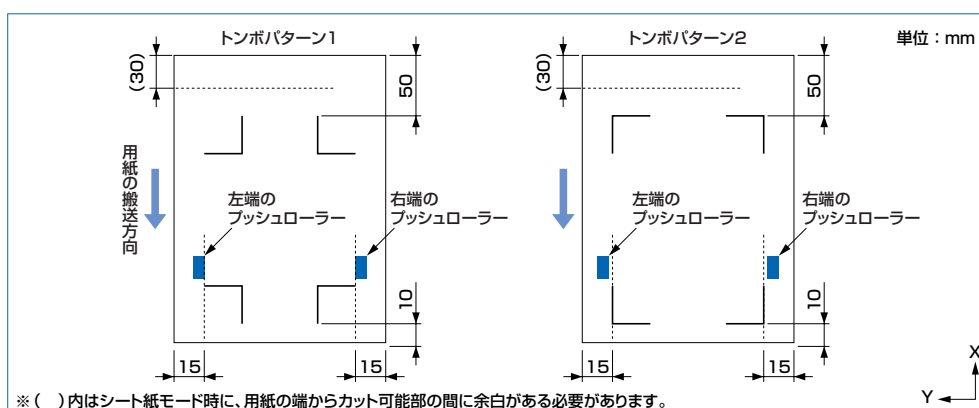 トンボパターン1
トンボパターン2
単位：mm
(30)
50
(30)
50
用紙の搬送方向
左端の
プッシュローラー
右端の
プッシュローラー
左端の
プッシュローラー
右端の
プッシュローラー
10
10
15
15
15
15
X
Y
※(　)内はシート紙モード時に、用紙の端からカット可能部の間に余白がある必要があります。